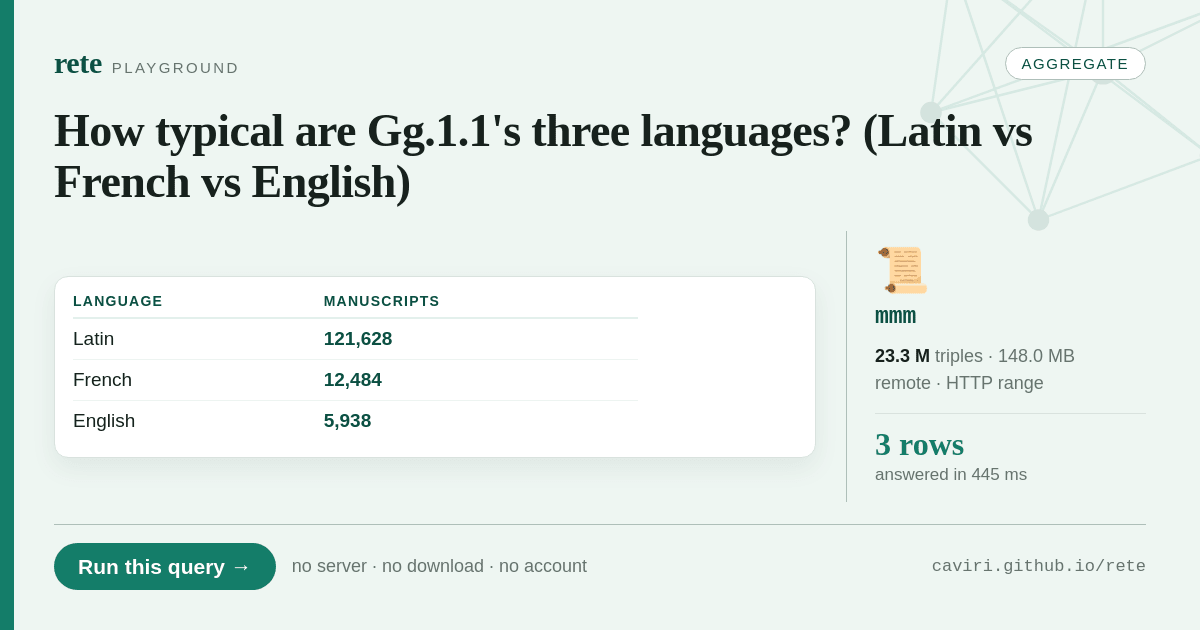 rete PLAYGROUND
AGGREGATE
How typical are Gg.1.1's three languages? (Latin vs
French vs English)
LANGUAGE MANUSCRIPTS
Latin 121,628
French 12,484
English 5,938
mmm
23.3 M triples · 148.0 MB
remote · HTTP range
3 rows
answered in 445 ms
Run this query →
no server · no download · no account
caviri.github.io/rete